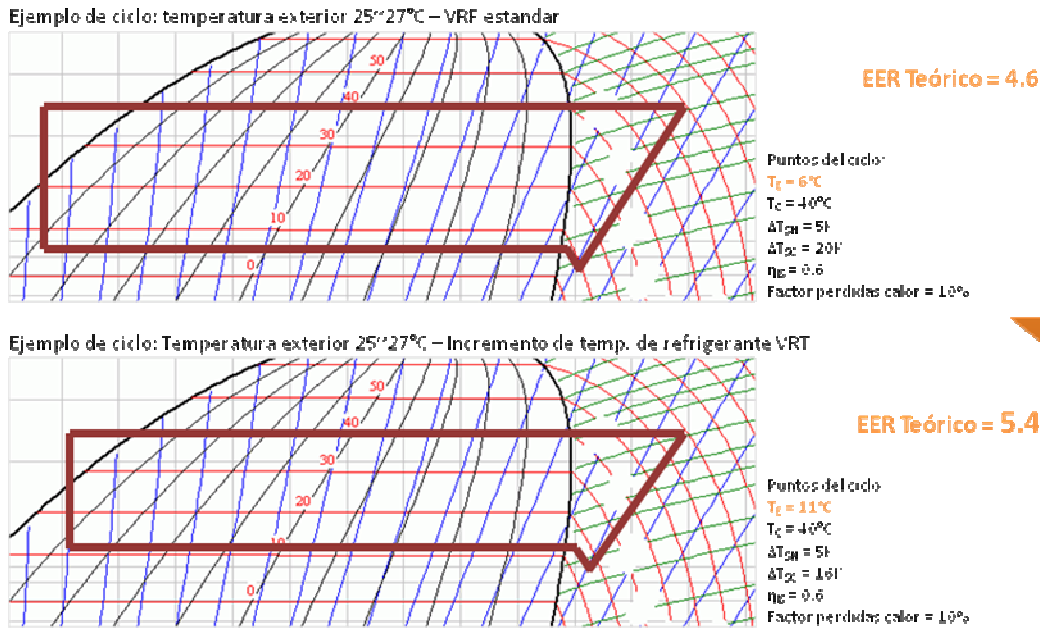 Ejemplo de ciclo: temperatura exterior 25~27°C – VRF estandar
50
40
30
20
10
0
EER Teórico = 4.6
Puntos del ciclo
T_E = 6°C
T_C = 40°C
ΔT_SH = 5K
ΔT_SC = 20K
= 0.6
Factor perdidas calor = 10%
Ejemplo de ciclo: Temperatura exterior 25~27°C – Incremento de temp. de refrigerante VRT
50
40
30
20
10
0
EER Teórico = 5.4
Puntos del ciclo
T_E = 11°C
T_C = 40°C
ΔT_SH = 5K
ΔT_SC = 16K
= 0.6
Factor perdidas calor = 10%